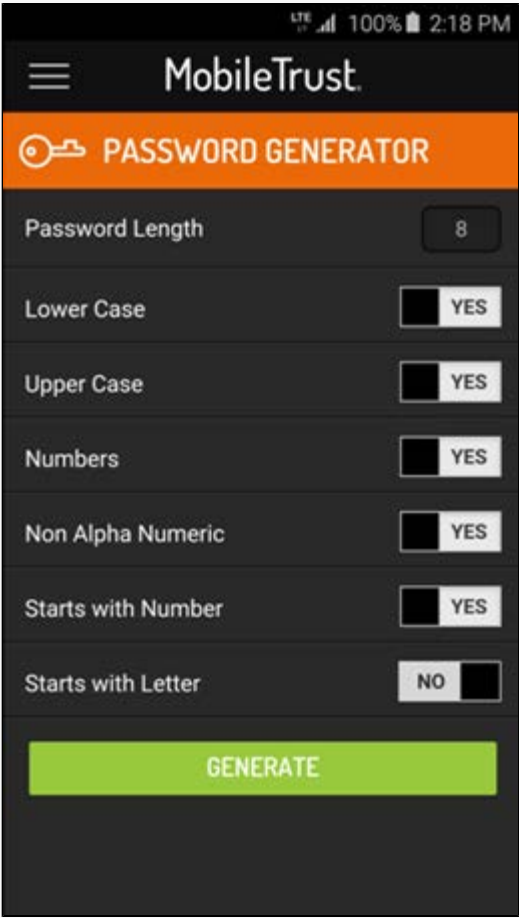 LTE 100% 2:18 PM
MobileTrust.
PASSWORD GENERATOR
Password Length 8
Lower Case YES
Upper Case YES
Numbers YES
Non Alpha Numeric YES
Starts with Number YES
Starts with Letter NO
GENERATE